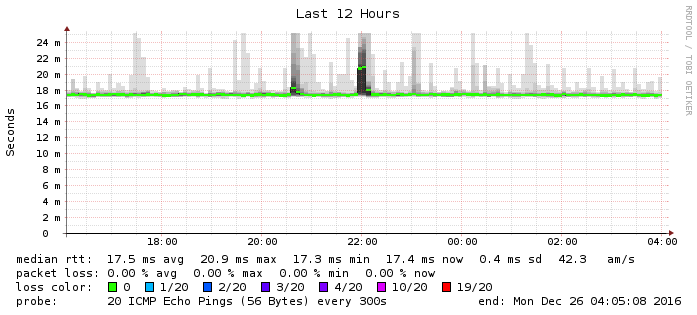 Last 12 Hours
RRDTOOL / TOBI OETIKER
Seconds
24 m
22 m
20 m
18 m
16 m
14 m
12 m
10 m
8 m
6 m
4 m
2 m
0
18:00 20:00 22:00 00:00 02:00 04:00
median rtt: 17.5 ms avg 20.9 ms max 17.3 ms min 17.4 ms now 0.4 ms sd 42.3 am/s
packet loss: 0.00 % avg 0.00 % max 0.00 % min 0.00 % now
loss color: 0 1/20 2/20 3/20 4/20 10/20 19/20
probe: 20 ICMP Echo Pings (56 Bytes) every 300s end: Mon Dec 26 04:05:08 2016